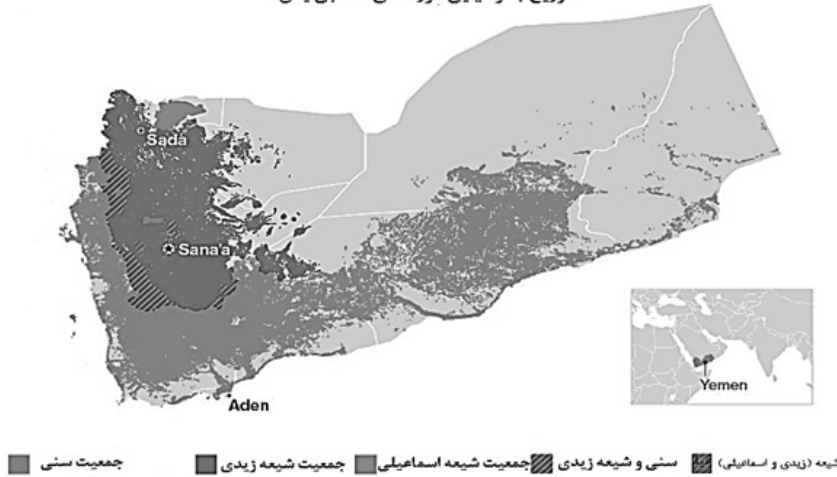 Sada
Sana'a
Aden
Yemen
جمعیت سنی
جمعیت شیعه زیدی
جمعیت شیعه اسماعیلی
سنی و شیعه زیدی
شیعه (زیدی و اسماعیلی)